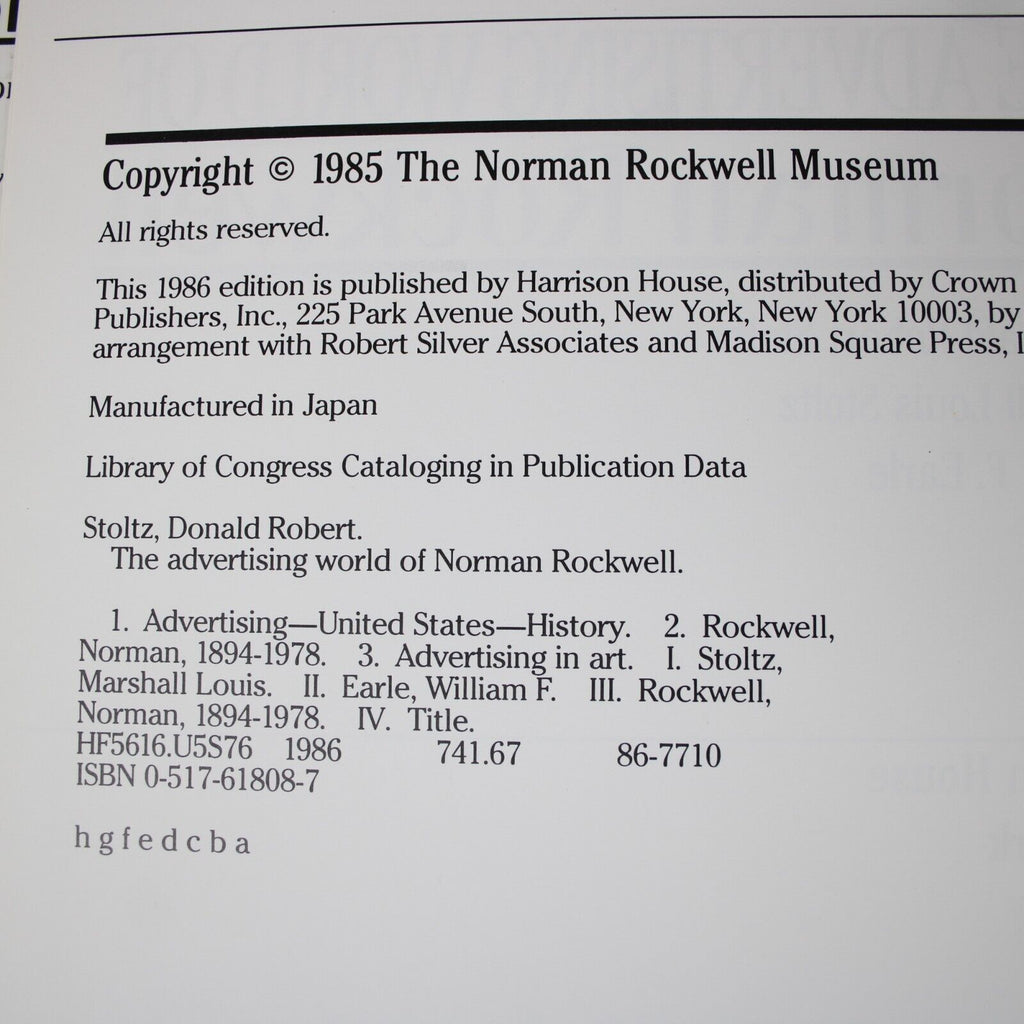 Copyright © 1985 The Norman Rockwell Museum
All rights reserved.
This 1986 edition is published by Harrison House, distributed by Crown
Publishers, Inc., 225 Park Avenue South, New York, New York 10003, by
arrangement with Robert Silver Associates and Madison Square Press,
Manufactured in Japan
Library of Congress Cataloging in Publication Data
Stoltz, Donald Robert.
The advertising world of Norman Rockwell.
1. Advertising—United States—History. 2. Rockwell,
Norman, 1894-1978. 3. Advertising in art. I. Stoltz,
Marshall Louis. II. Earle, William F. III. Rockwell,
Norman, 1894-1978. IV. Title.
HF5616.U5S76 1986 741.67 86-7710
ISBN 0-517-61808-7
h g f e d c b a